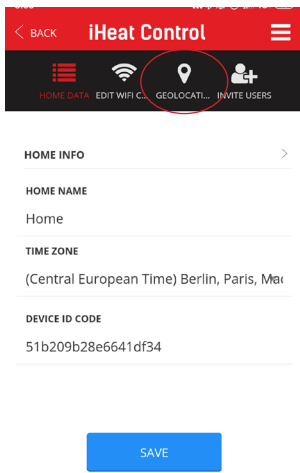 BACK iHeat Control
HOME DATA EDIT WIFI C... GEOLOCATI... INVITE USERS
HOME INFO
HOME NAME
Home
TIME ZONE
(Central European Time) Berlin, Paris, Mad
DEVICE ID CODE
51b209b28e6641df34
SAVE